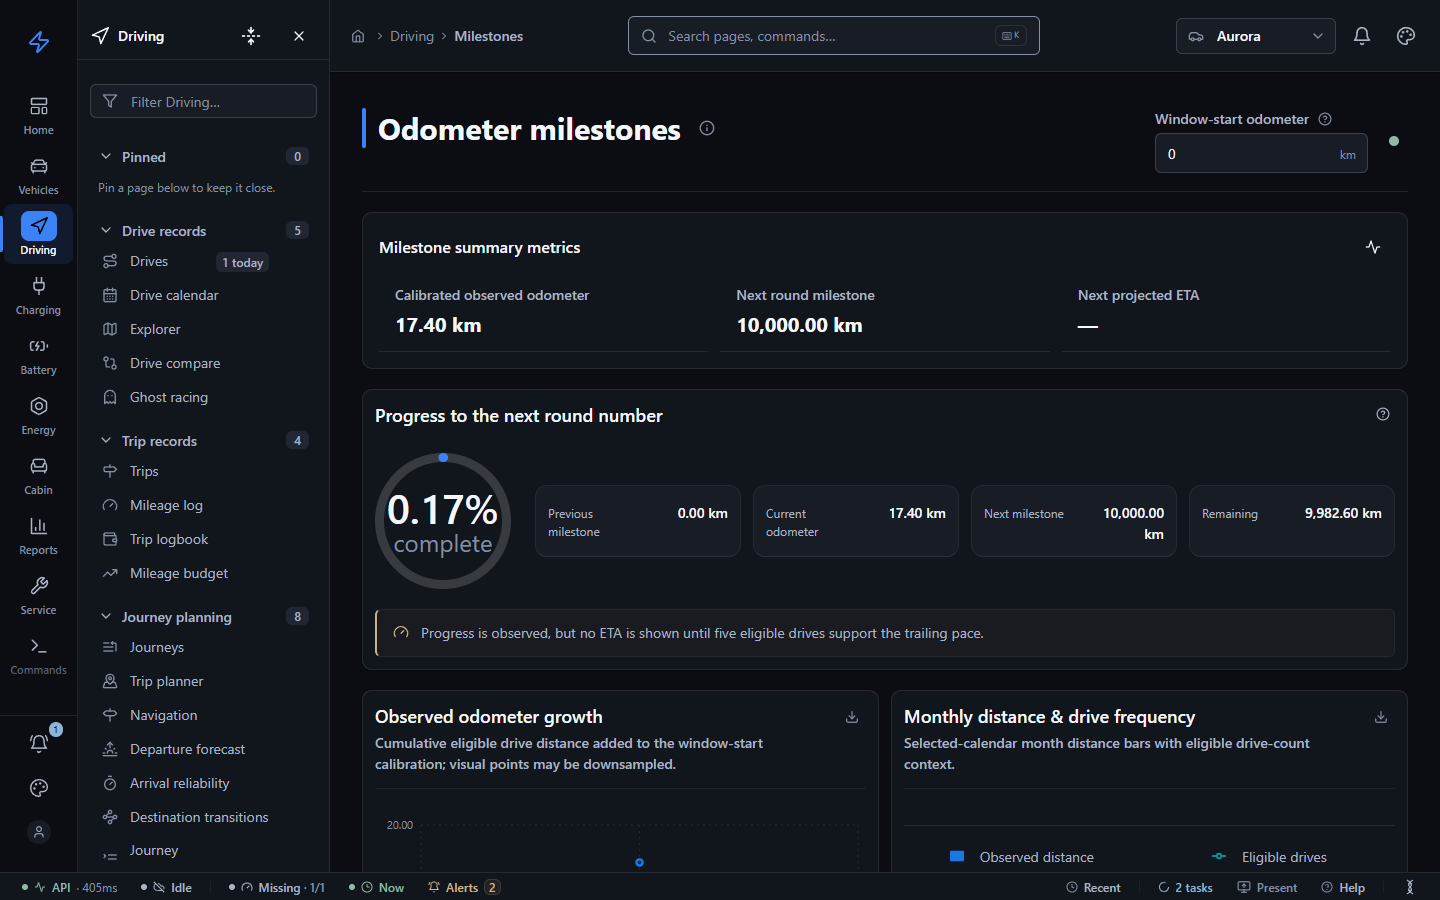 Home
Vehicles
Driving
Charging
Battery
Energy
Cabin
Reports
Service
Commands
1
Driving
Filter Driving...
Pinned 0
Pin a page below to keep it close.
Drive records 5
Drives 1 today
Drive calendar
Explorer
Drive compare
Ghost racing
Trip records 4
Trips
Mileage log
Trip logbook
Mileage budget
Journey planning 8
Journeys
Trip planner
Navigation
Departure forecast
Arrival reliability
Destination transitions
Journey
Driving Milestones
Search pages, commands... K
Aurora
Odometer milestones
Window-start odometer
0 km
Milestone summary metrics
Calibrated observed odometer
17.40 km
Next round milestone
10,000.00 km
Next projected ETA
—
Progress to the next round number
0.17%
complete
Previous milestone 0.00 km
Current odometer 17.40 km
Next milestone 10,000.00 km
Remaining 9,982.60 km
Progress is observed, but no ETA is shown until five eligible drives support the trailing pace.
Observed odometer growth
Cumulative eligible drive distance added to the window-start
calibration; visual points may be downsampled.
20.00
Monthly distance & drive frequency
Selected-calendar month distance bars with eligible drive-count
context.
Observed distance
Eligible drives
API · 405ms Idle Missing · 1/1 Now Alerts 2 Recent 2 tasks Present Help